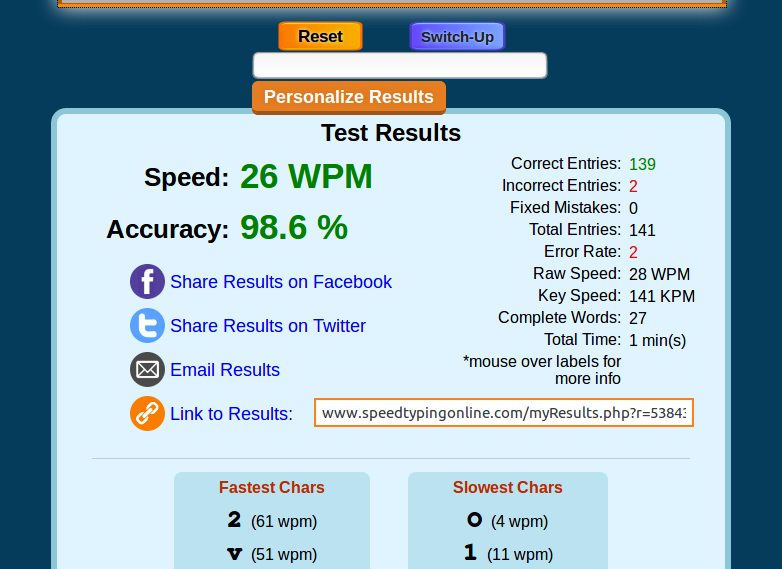 Reset
Switch-Up
Personalize Results
Test Results
Speed: 26 WPM
Accuracy: 98.6 %
Share Results on Facebook
Share Results on Twitter
Email Results
Link to Results: www.speedtypingonline.com/myResults.php?r=5384
Correct Entries: 139
Incorrect Entries: 2
Fixed Mistakes: 0
Total Entries: 141
Error Rate: 2
Raw Speed: 28 WPM
Key Speed: 141 KPM
Complete Words: 27
Total Time: 1 min(s)
*mouse over labels for
more info
Fastest Chars
2 (61 wpm)
v (51 wpm)
Slowest Chars
O (4 wpm)
1 (11 wpm)